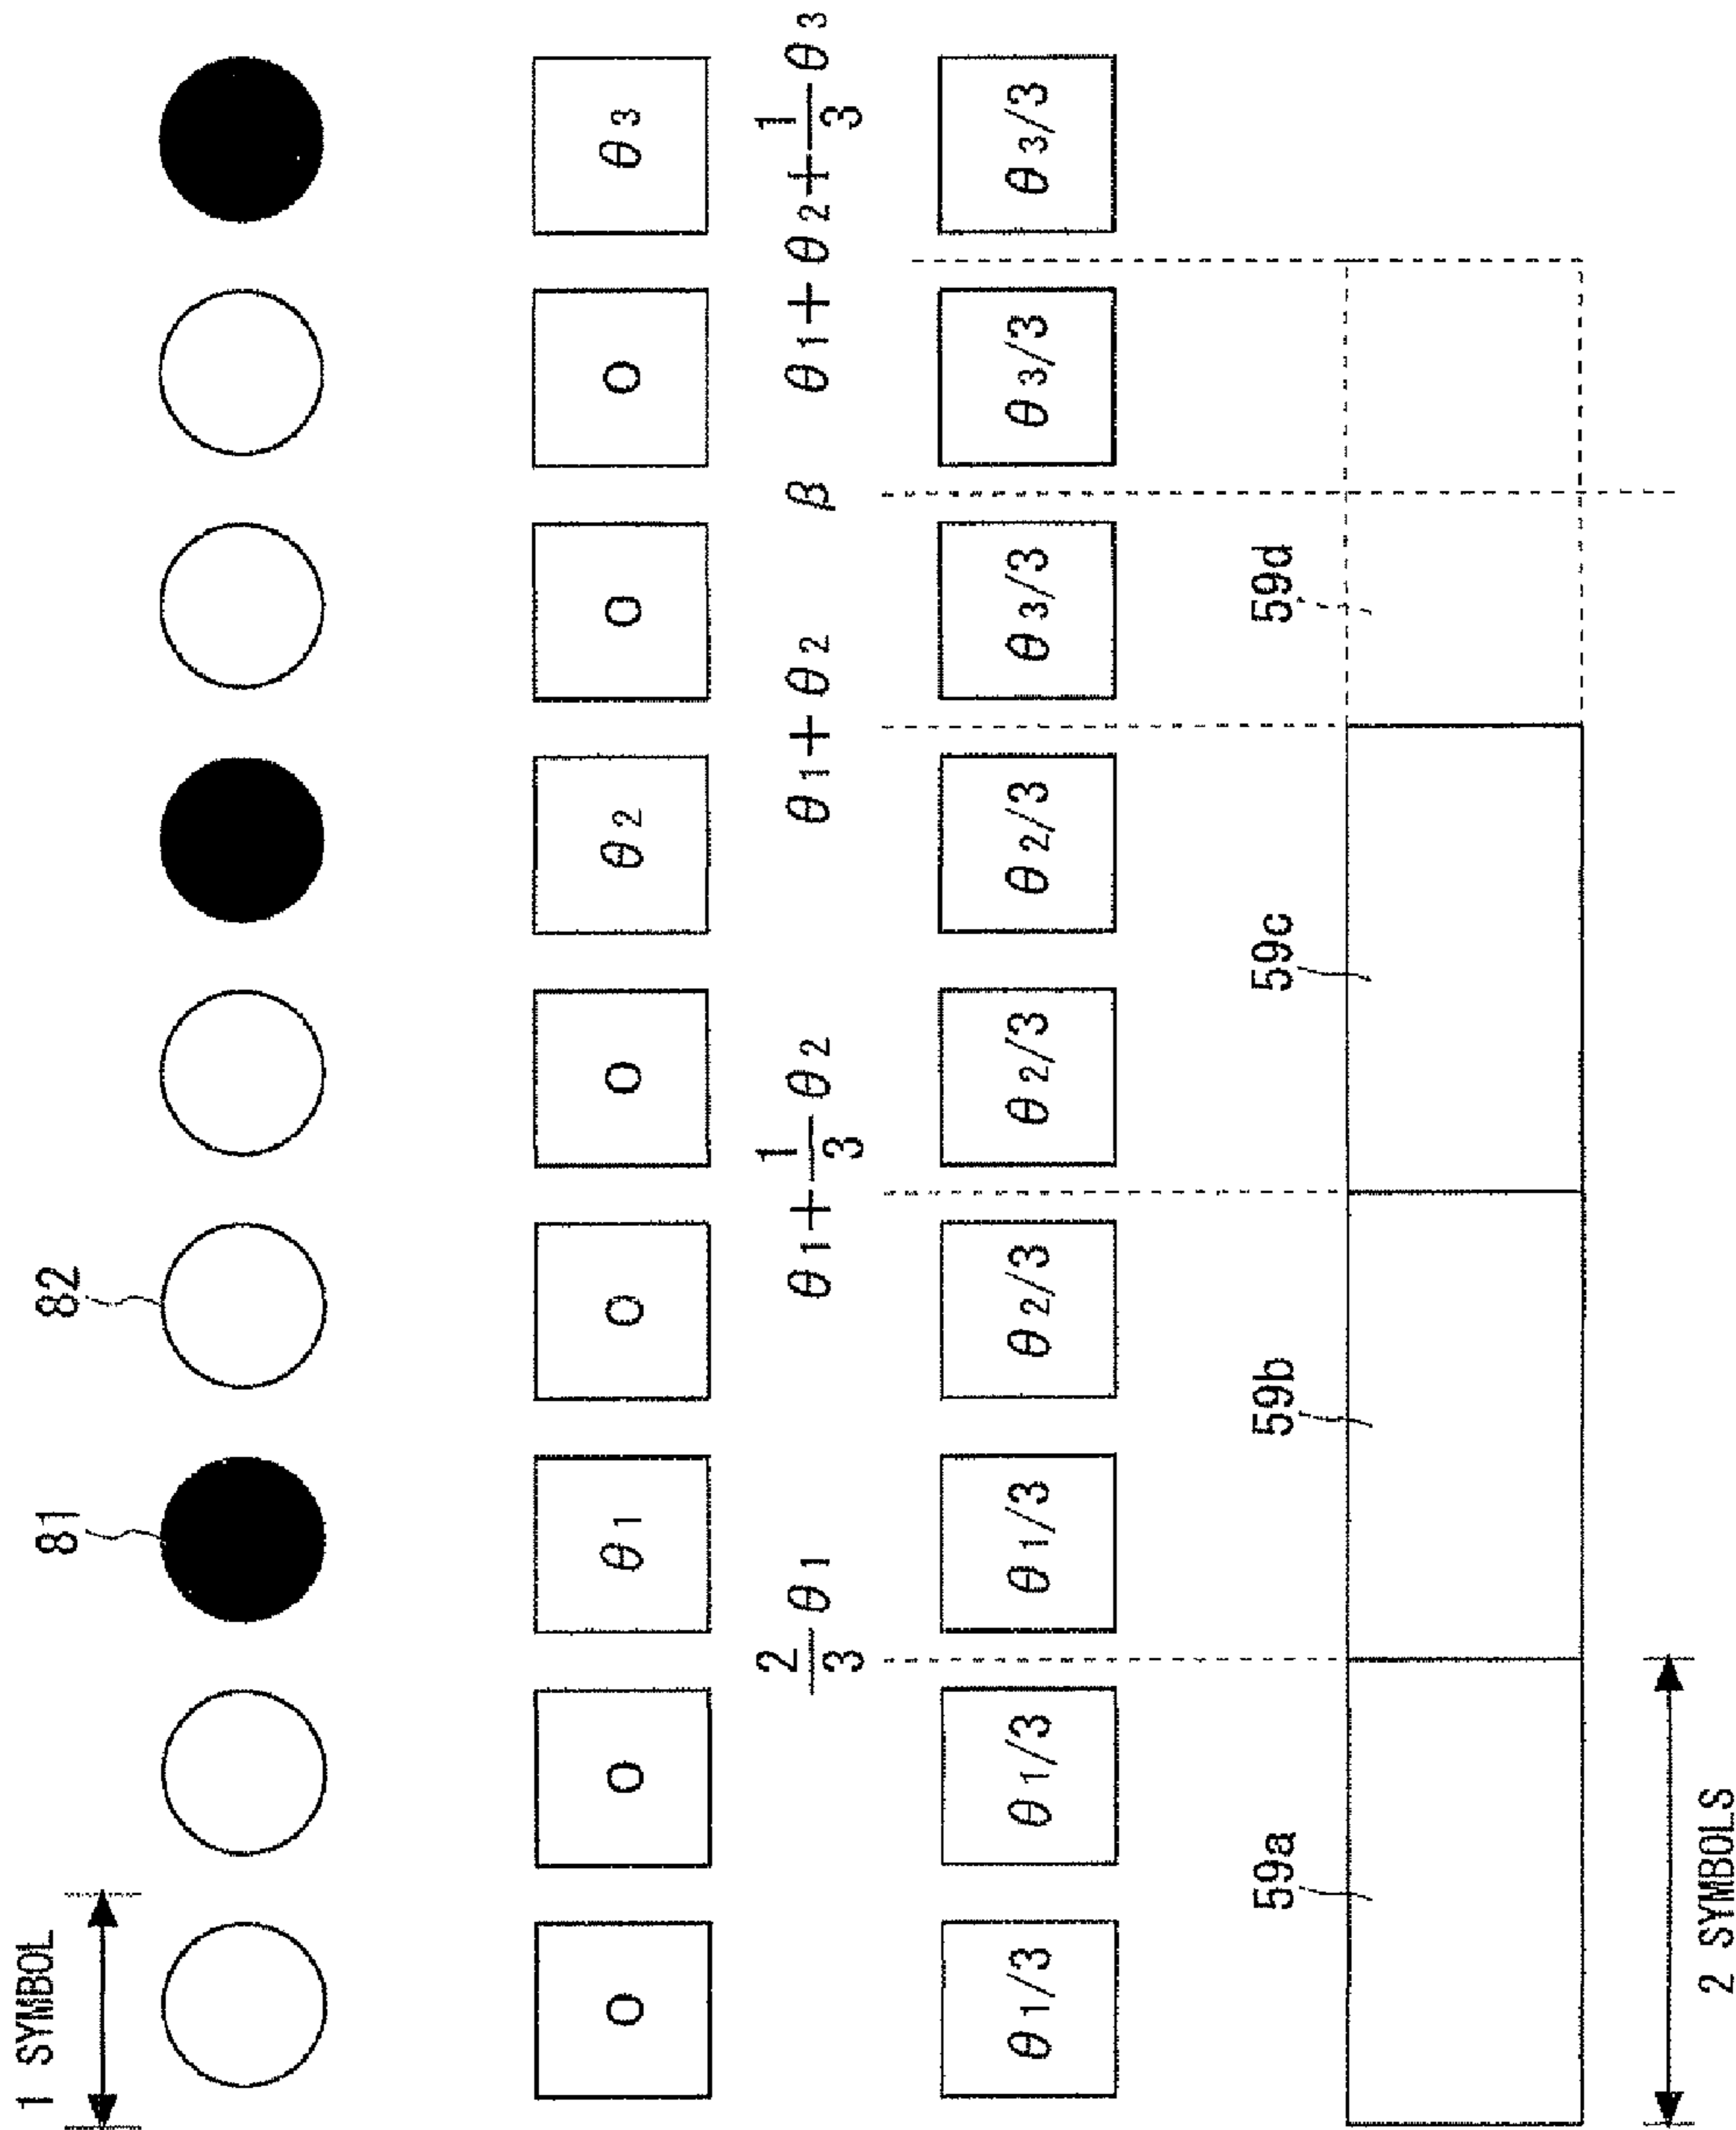 1 SYMBOL
81
82
0
0
θ1
0
0
θ2
0
0
θ3
2/3 θ1
θ1+1/3 θ2
θ1+θ2
β
θ1+θ2+1/3 θ3
θ1/3
θ1/3
θ1/3
θ2/3
θ2/3
θ2/3
θ3/3
θ3/3
θ3/3
59a
59b
59c
59d
2 SYMBOLS